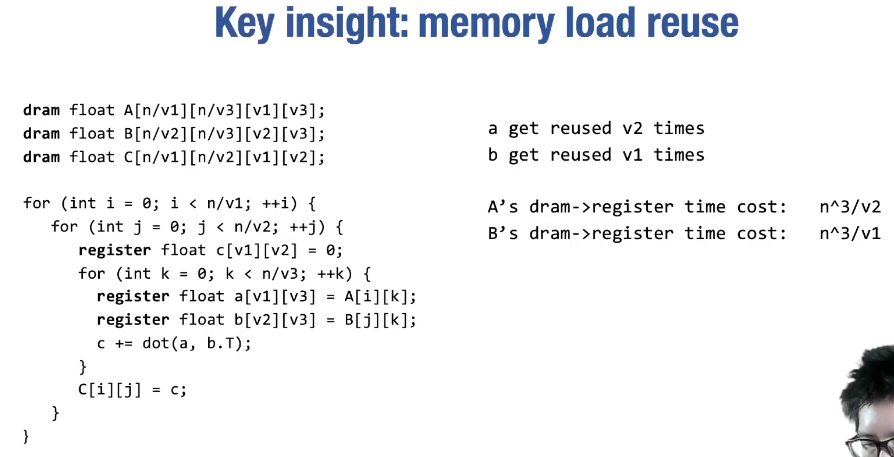 Key insight: memory load reuse
dram float A[n/v1][n/v3][v1][v3];
dram float B[n/v2][n/v3][v2][v3];
dram float C[n/v1][n/v2][v1][v2];
for (int i = 0; i < n/v1; ++i) {
for (int j = 0; j < n/v2; ++j) {
register float c[v1][v2] = 0;
for (int k = 0; k < n/v3; ++k) {
register float a[v1][v3] = A[i][k];
register float b[v2][v3] = B[j][k];
c += dot(a, b.T);
}
C[i][j] = c;
}
}
a get reused v2 times
b get reused v1 times
A’s dram->register time cost: n^3/v2
B’s dram->register time cost: n^3/v1